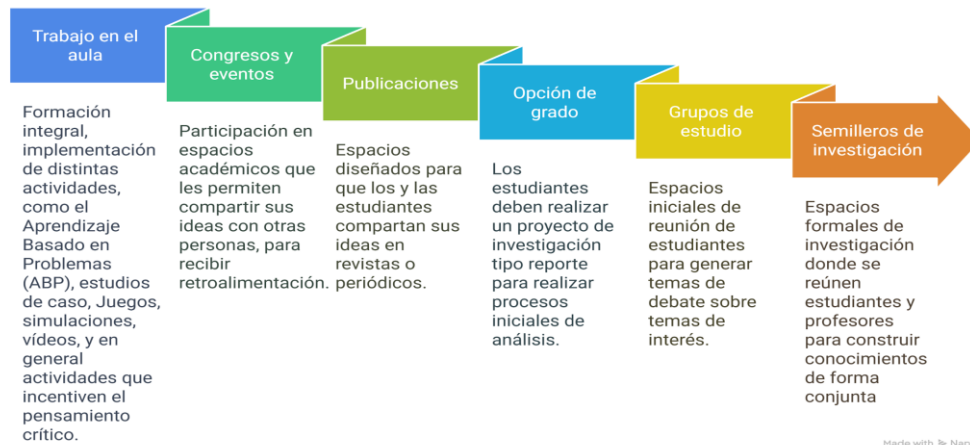 Trabajo en el
aula
Formación
integral,
implementación
de distintas
actividades,
como el
Aprendizaje
Basado en
Problemas
(ABP), estudios
de caso, Juegos,
simulaciones,
vídeos, y en
general
actividades que
incentiven el
pensamiento
crítico.
Congresos y
eventos
Participación en
espacios
académicos que
les permiten
compartir sus
ideas con otras
personas, para
recibir
retroalimentación.
Publicaciones
Espacios
diseñados para
que los y las
estudiantes
compartan sus
ideas en
revistas o
periódicos.
Opción de
grado
Los
estudiantes
deben realizar
un proyecto de
investigación
tipo reporte
para realizar
procesos
iniciales de
análisis.
Grupos de
estudio
Espacios
iniciales de
reunión de
estudiantes
para generar
temas de
debate sobre
temas de
interés.
Semilleros de
investigación
Espacios
formales de
investigación
donde se
reúnen
estudiantes y
profesores
para construir
conocimientos
de forma
conjunta
Made with